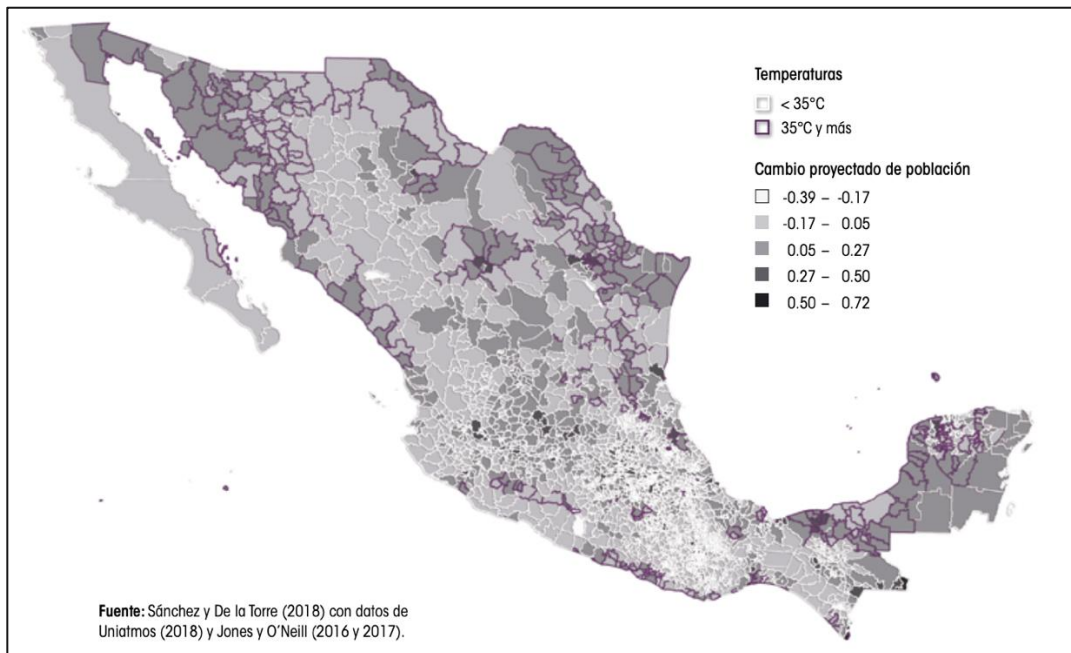 Temperaturas
< 35°C
35°C y más
Cambio proyectado de población
-0.39 – -0.17
-0.17 – 0.05
0.05 – 0.27
0.27 – 0.50
0.50 – 0.72
Fuente: Sánchez y De la Torre (2018) con datos de
Uniatmos (2018) y Jones y O’Neill (2016 y 2017).